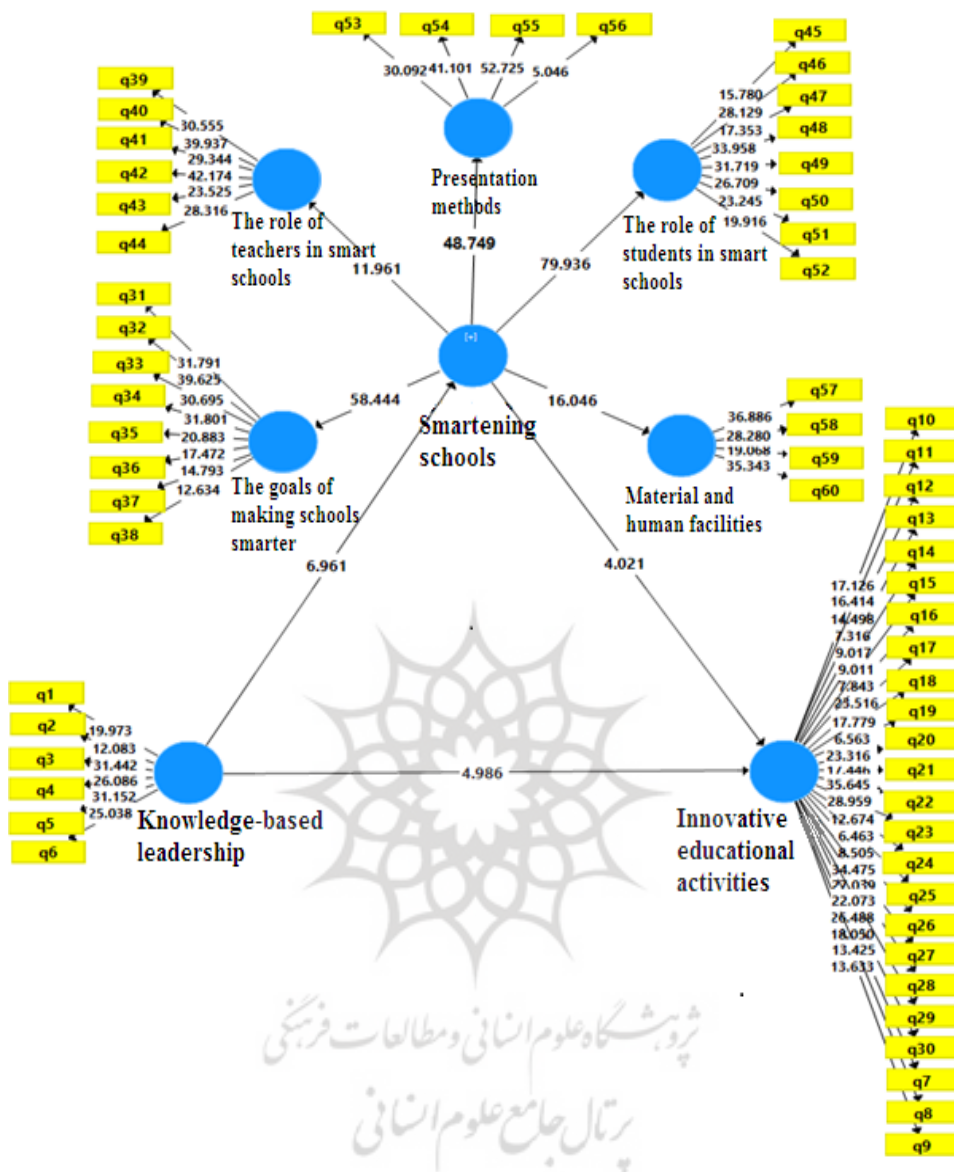 q53
q54
q55
q56
30.092
41.101
52.725
5.046
Presentation
methods
q45
q46
q47
q48
q49
q50
q51
q52
15.780
28.129
17.353
33.958
31.719
26.709
23.245
19.916
The role of
students in smart
schools
q39
q40
q41
q42
q43
q44
30.555
39.937
29.344
42.174
23.525
28.316
The role of
teachers in smart
schools
11.961
48.749
79.936
[+]
Smartening
schools
58.444
16.046
q31
q32
q33
q34
q35
q36
q37
q38
31.791
39.625
30.695
31.801
20.883
17.472
14.793
12.634
The goals of
making schools
smarter
q57
q58
q59
q60
36.886
28.280
19.068
35.343
Material and
human facilities
6.961
4.021
q1
q2
q3
q4
q5
q6
19.973
12.083
31.442
26.086
31.152
25.038
Knowledge-based
leadership
4.986
Innovative
educational
activities
q10
q11
q12
q13
q14
q15
q16
q17
q18
q19
q20
q21
q22
q23
q24
q25
q26
q27
q28
q29
q30
q7
q8
q9
17.126
16.414
14.498
7.316
9.017
9.011
7.843
23.516
17.779
6.563
23.316
17.446
35.645
28.959
12.674
6.463
8.505
34.475
22.073
18.050
13.425
13.633
پژوهشگاه علوم انسانی و مطالعات فرهنگی
پرتال جامع علوم انسانی